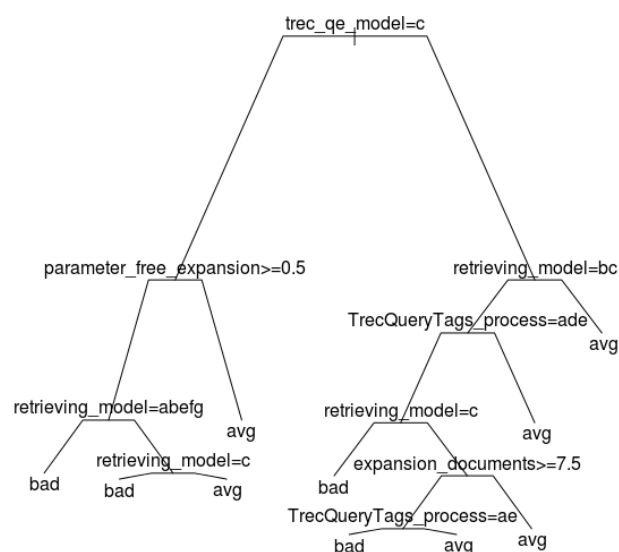 trec_qe_model=c
parameter_free_expansion>=0.5
retrieving_model=bc
TrecQueryTags_process=ade
avg
retrieving_model=abefg
retrieving_model=c
avg
avg
retrieving_model=c
expansion_documents>=7.5
bad
bad
avg
bad
TrecQueryTags_process=ae
avg
bad
avg